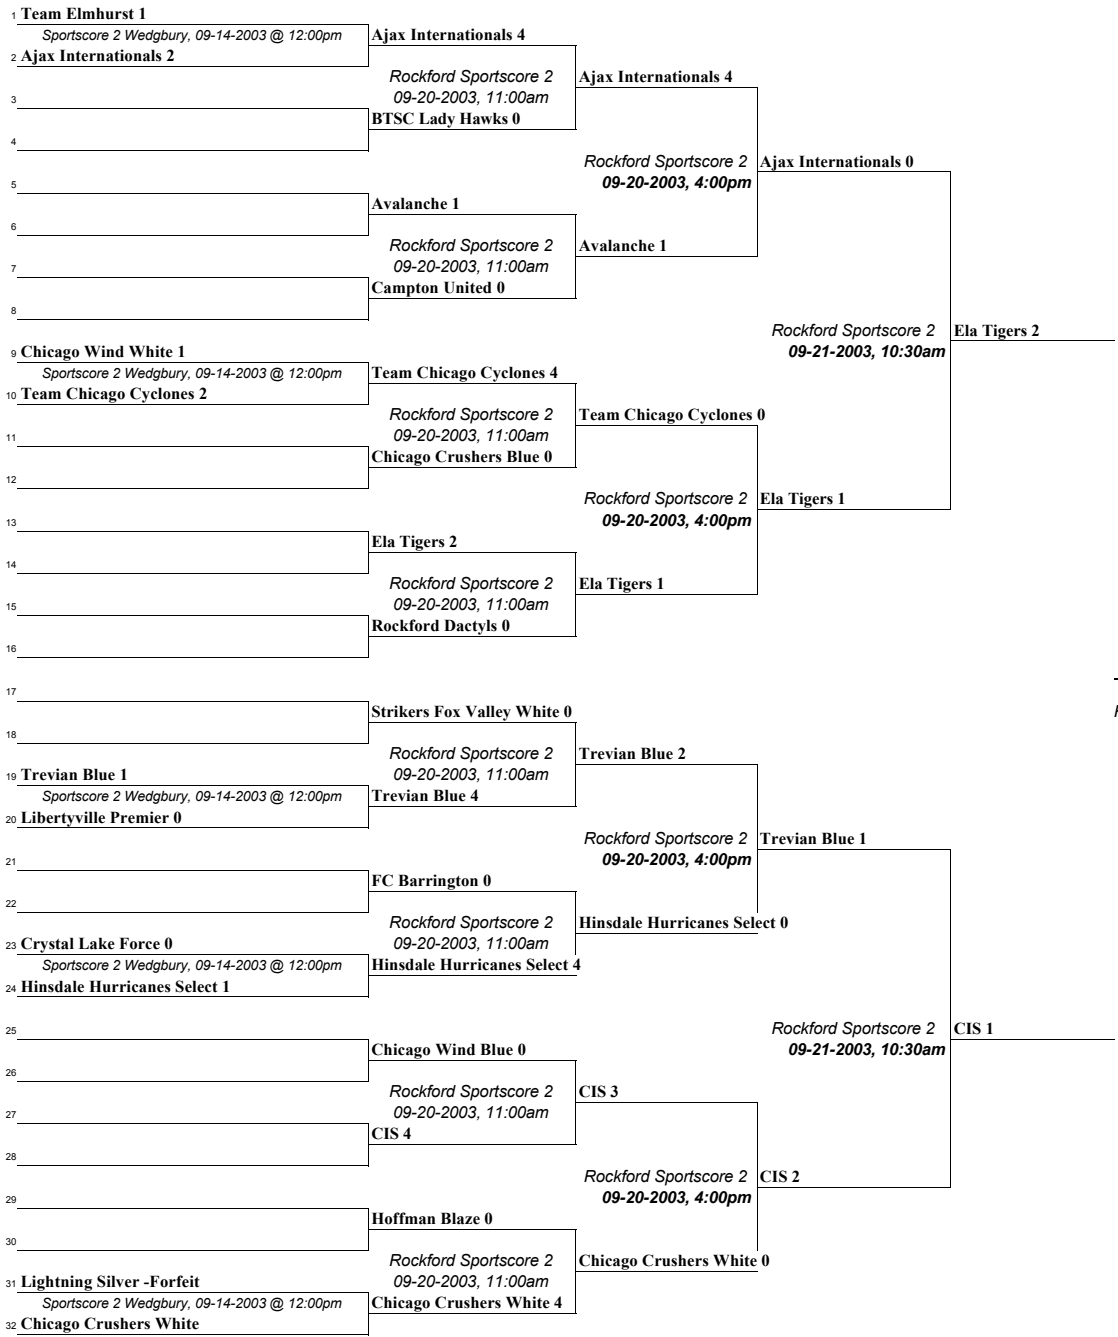 1 Team Elmhurst 1
Sportscore 2 Wedgbury, 09-14-2003 @ 12:00pm
Ajax Internationals 4
2 Ajax Internationals 2
Rockford Sportscore 2
Ajax Internationals 4
3
09-20-2003, 11:00am
BTSC Lady Hawks 0
4
Rockford Sportscore 2
Ajax Internationals 0
5
09-20-2003, 4:00pm
Avalanche 1
6
Rockford Sportscore 2
Avalanche 1
7
09-20-2003, 11:00am
Campton United 0
8
Rockford Sportscore 2
Ela Tigers 2
9 Chicago Wind White 1
09-21-2003, 10:30am
Sportscore 2 Wedgbury, 09-14-2003 @ 12:00pm
Team Chicago Cyclones 4
10 Team Chicago Cyclones 2
Rockford Sportscore 2
Team Chicago Cyclones 0
11
09-20-2003, 11:00am
Chicago Crushers Blue 0
12
Rockford Sportscore 2
Ela Tigers 1
13
09-20-2003, 4:00pm
Ela Tigers 2
14
Rockford Sportscore 2
Ela Tigers 1
15
09-20-2003, 11:00am
Rockford Dactyls 0
16
17
Strikers Fox Valley White 0
18
Rockford Sportscore 2
Trevian Blue 2
19 Trevian Blue 1
09-20-2003, 11:00am
Sportscore 2 Wedgbury, 09-14-2003 @ 12:00pm
Trevian Blue 4
20 Libertyville Premier 0
Rockford Sportscore 2
Trevian Blue 1
21
09-20-2003, 4:00pm
FC Barrington 0
22
Rockford Sportscore 2
Hinsdale Hurricanes Select 0
23 Crystal Lake Force 0
09-20-2003, 11:00am
Sportscore 2 Wedgbury, 09-14-2003 @ 12:00pm
Hinsdale Hurricanes Select 4
24 Hinsdale Hurricanes Select 1
25
Rockford Sportscore 2
CIS 1
09-21-2003, 10:30am
Chicago Wind Blue 0
26
Rockford Sportscore 2
CIS 3
27
09-20-2003, 11:00am
CIS 4
28
Rockford Sportscore 2
CIS 2
29
09-20-2003, 4:00pm
Hoffman Blaze 0
30
Rockford Sportscore 2
Chicago Crushers White 0
31 Lightning Silver -Forfeit
09-20-2003, 11:00am
Sportscore 2 Wedgbury, 09-14-2003 @ 12:00pm
Chicago Crushers White 4
32 Chicago Crushers White